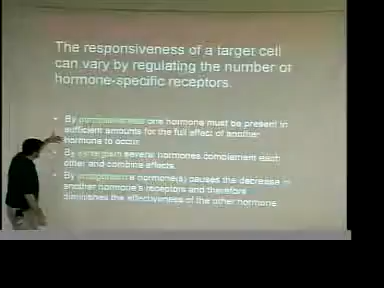 The responsiveness of a target cell
can vary by regulating the number of
hormone-specific receptors.
By permissiveness one hormone must be present in
sufficient amounts for the full effect of another
hormone to occur.
By synergism several hormones complement each
other and combine effects.
By antagonism a hormone(s) causes the decrease in
another hormone's receptors and therefore
diminishes the effectiveness of the other hormone